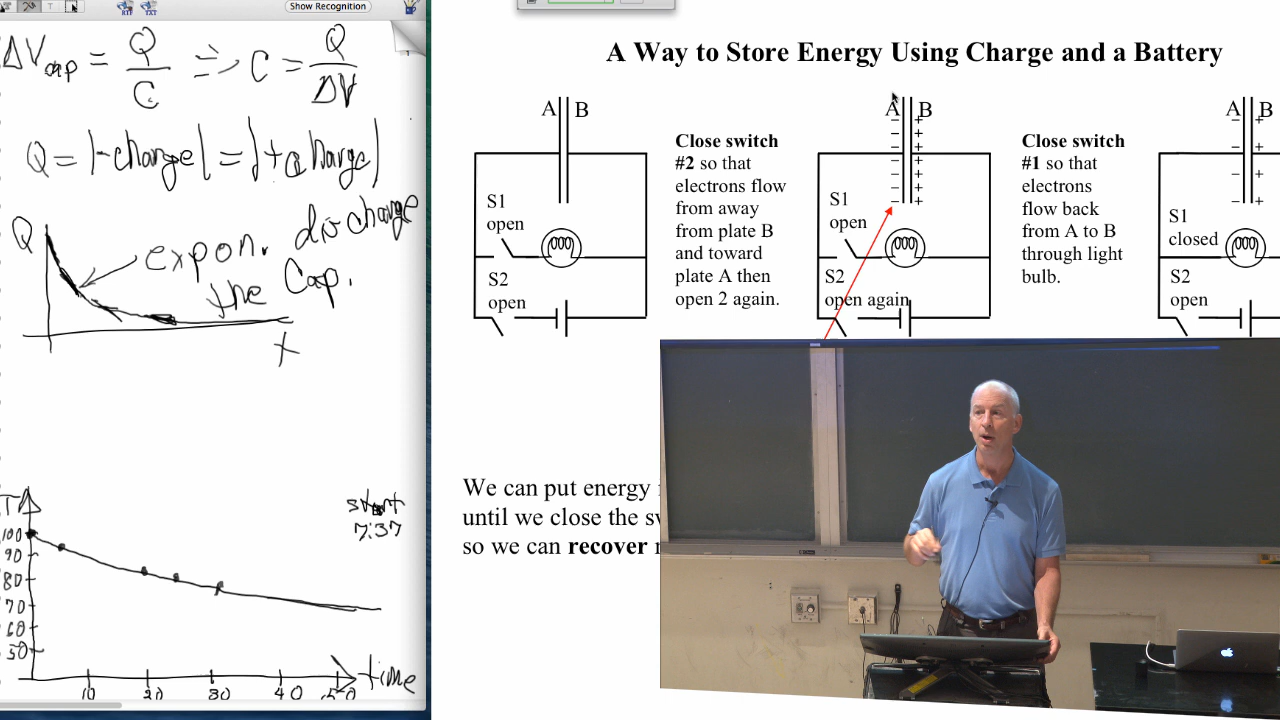 Show Recognition
RTF TXT
ΔVcap = Q/C => C = Q/ΔV
Q = |-charge| = |+charge|
Q
expon. discharge
the Cap.
t
T
start
7:37
100
90
80
70
60
50
10 20 30 40 50 time
A Way to Store Energy Using Charge and a Battery
A B
S1
open
S2
open
Close switch
#2 so that
electrons flow
from away
from plate B
and toward
plate A then
open 2 again.
A B
S1
open
S2
open again
Close switch
#1 so that
electrons
flow back
from A to B
through light
bulb.
A B
S1
closed
S2
open
We can put energy
until we close the
so we can recover